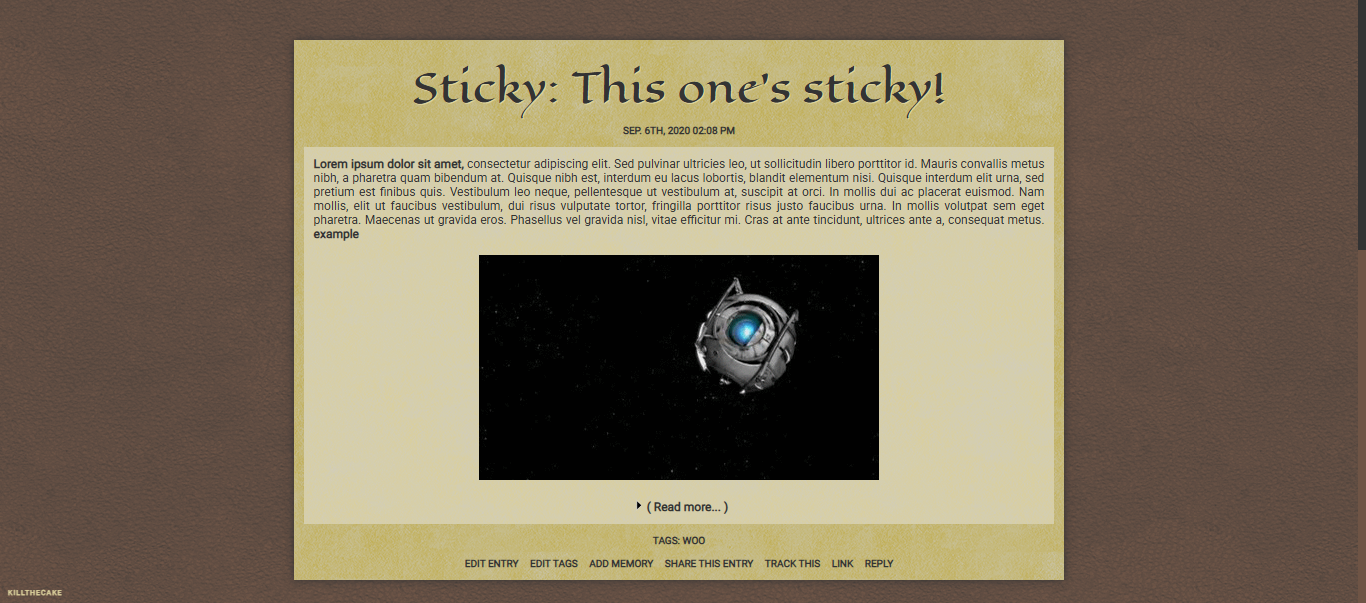 Sticky: This one's sticky!
SEP. 6TH, 2020 02:08 PM
Lorem ipsum dolor sit amet, consectetur adipiscing elit. Sed pulvinar ultricies leo, ut sollicitudin libero porttitor id. Mauris convallis metus
nibh, a pharetra quam bibendum at. Quisque nibh est, interdum eu lacus lobortis, blandit elementum nisi. Quisque interdum elit urna, sed
pretium est finibus quis. Vestibulum leo neque, pellentesque ut vestibulum at, suscipit at orci. In mollis dui ac placerat euismod. Nam
mollis, elit ut faucibus vestibulum, dui risus vulputate tortor, fringilla porttitor risus justo faucibus urna. In mollis volutpat sem eget
pharetra. Maecenas ut gravida eros. Phasellus vel gravida nisl, vitae efficitur mi. Cras at ante tincidunt, ultrices ante a, consequat metus.
example
( Read more... )
TAGS: WOO
EDIT ENTRY EDIT TAGS ADD MEMORY SHARE THIS ENTRY TRACK THIS LINK REPLY
KILLTHECAKE